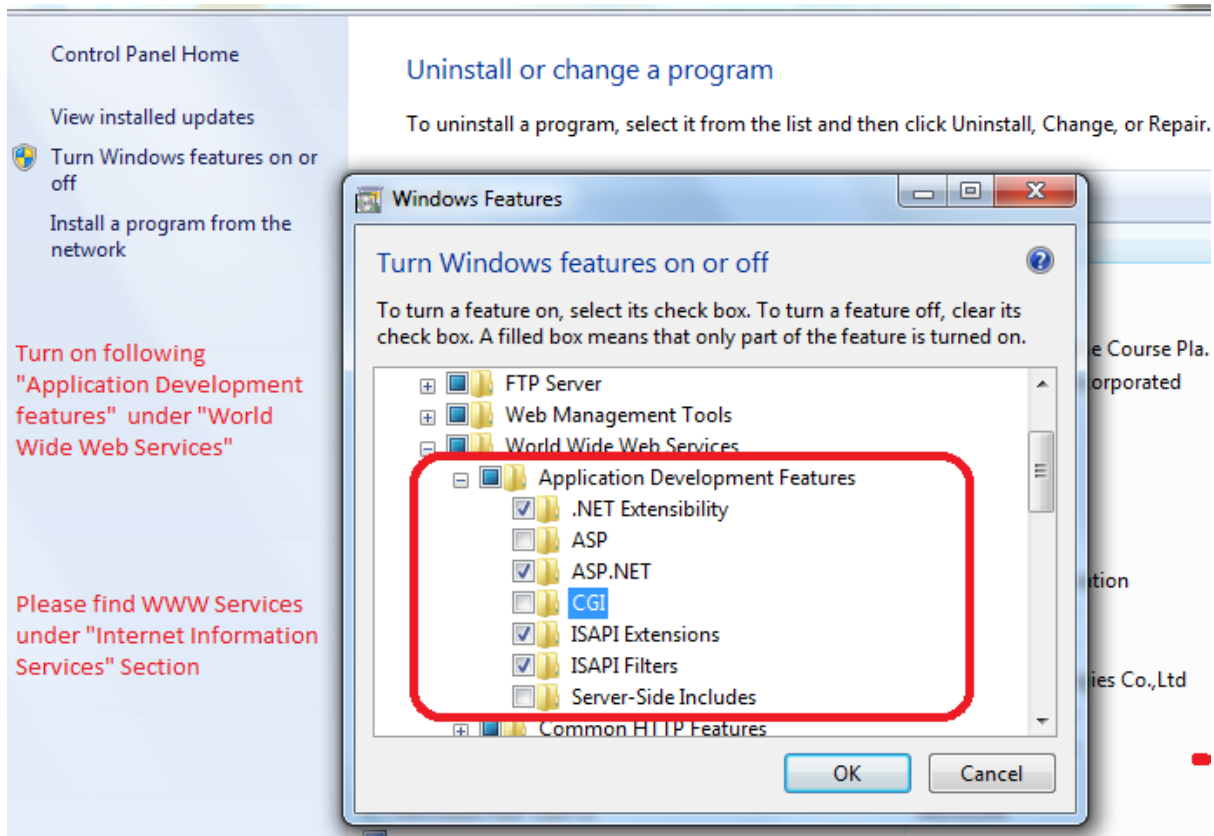 Control Panel Home
View installed updates
Turn Windows features on or
off
Install a program from the
network
Turn on following
"Application Development
features" under "World
Wide Web Services"
Please find WWW Services
under "Internet Information
Services" Section
Uninstall or change a program
To uninstall a program, select it from the list and then click Uninstall, Change, or Repair.
Windows Features
Turn Windows features on or off
To turn a feature on, select its check box. To turn a feature off, clear its
check box. A filled box means that only part of the feature is turned on.
FTP Server
Web Management Tools
World Wide Web Services
Application Development Features
.NET Extensibility
ASP
ASP.NET
CGI
ISAPI Extensions
ISAPI Filters
Server-Side Includes
Common HTTP Features
OK
Cancel
e Course Pla.
orporated
ation
ies Co.,Ltd